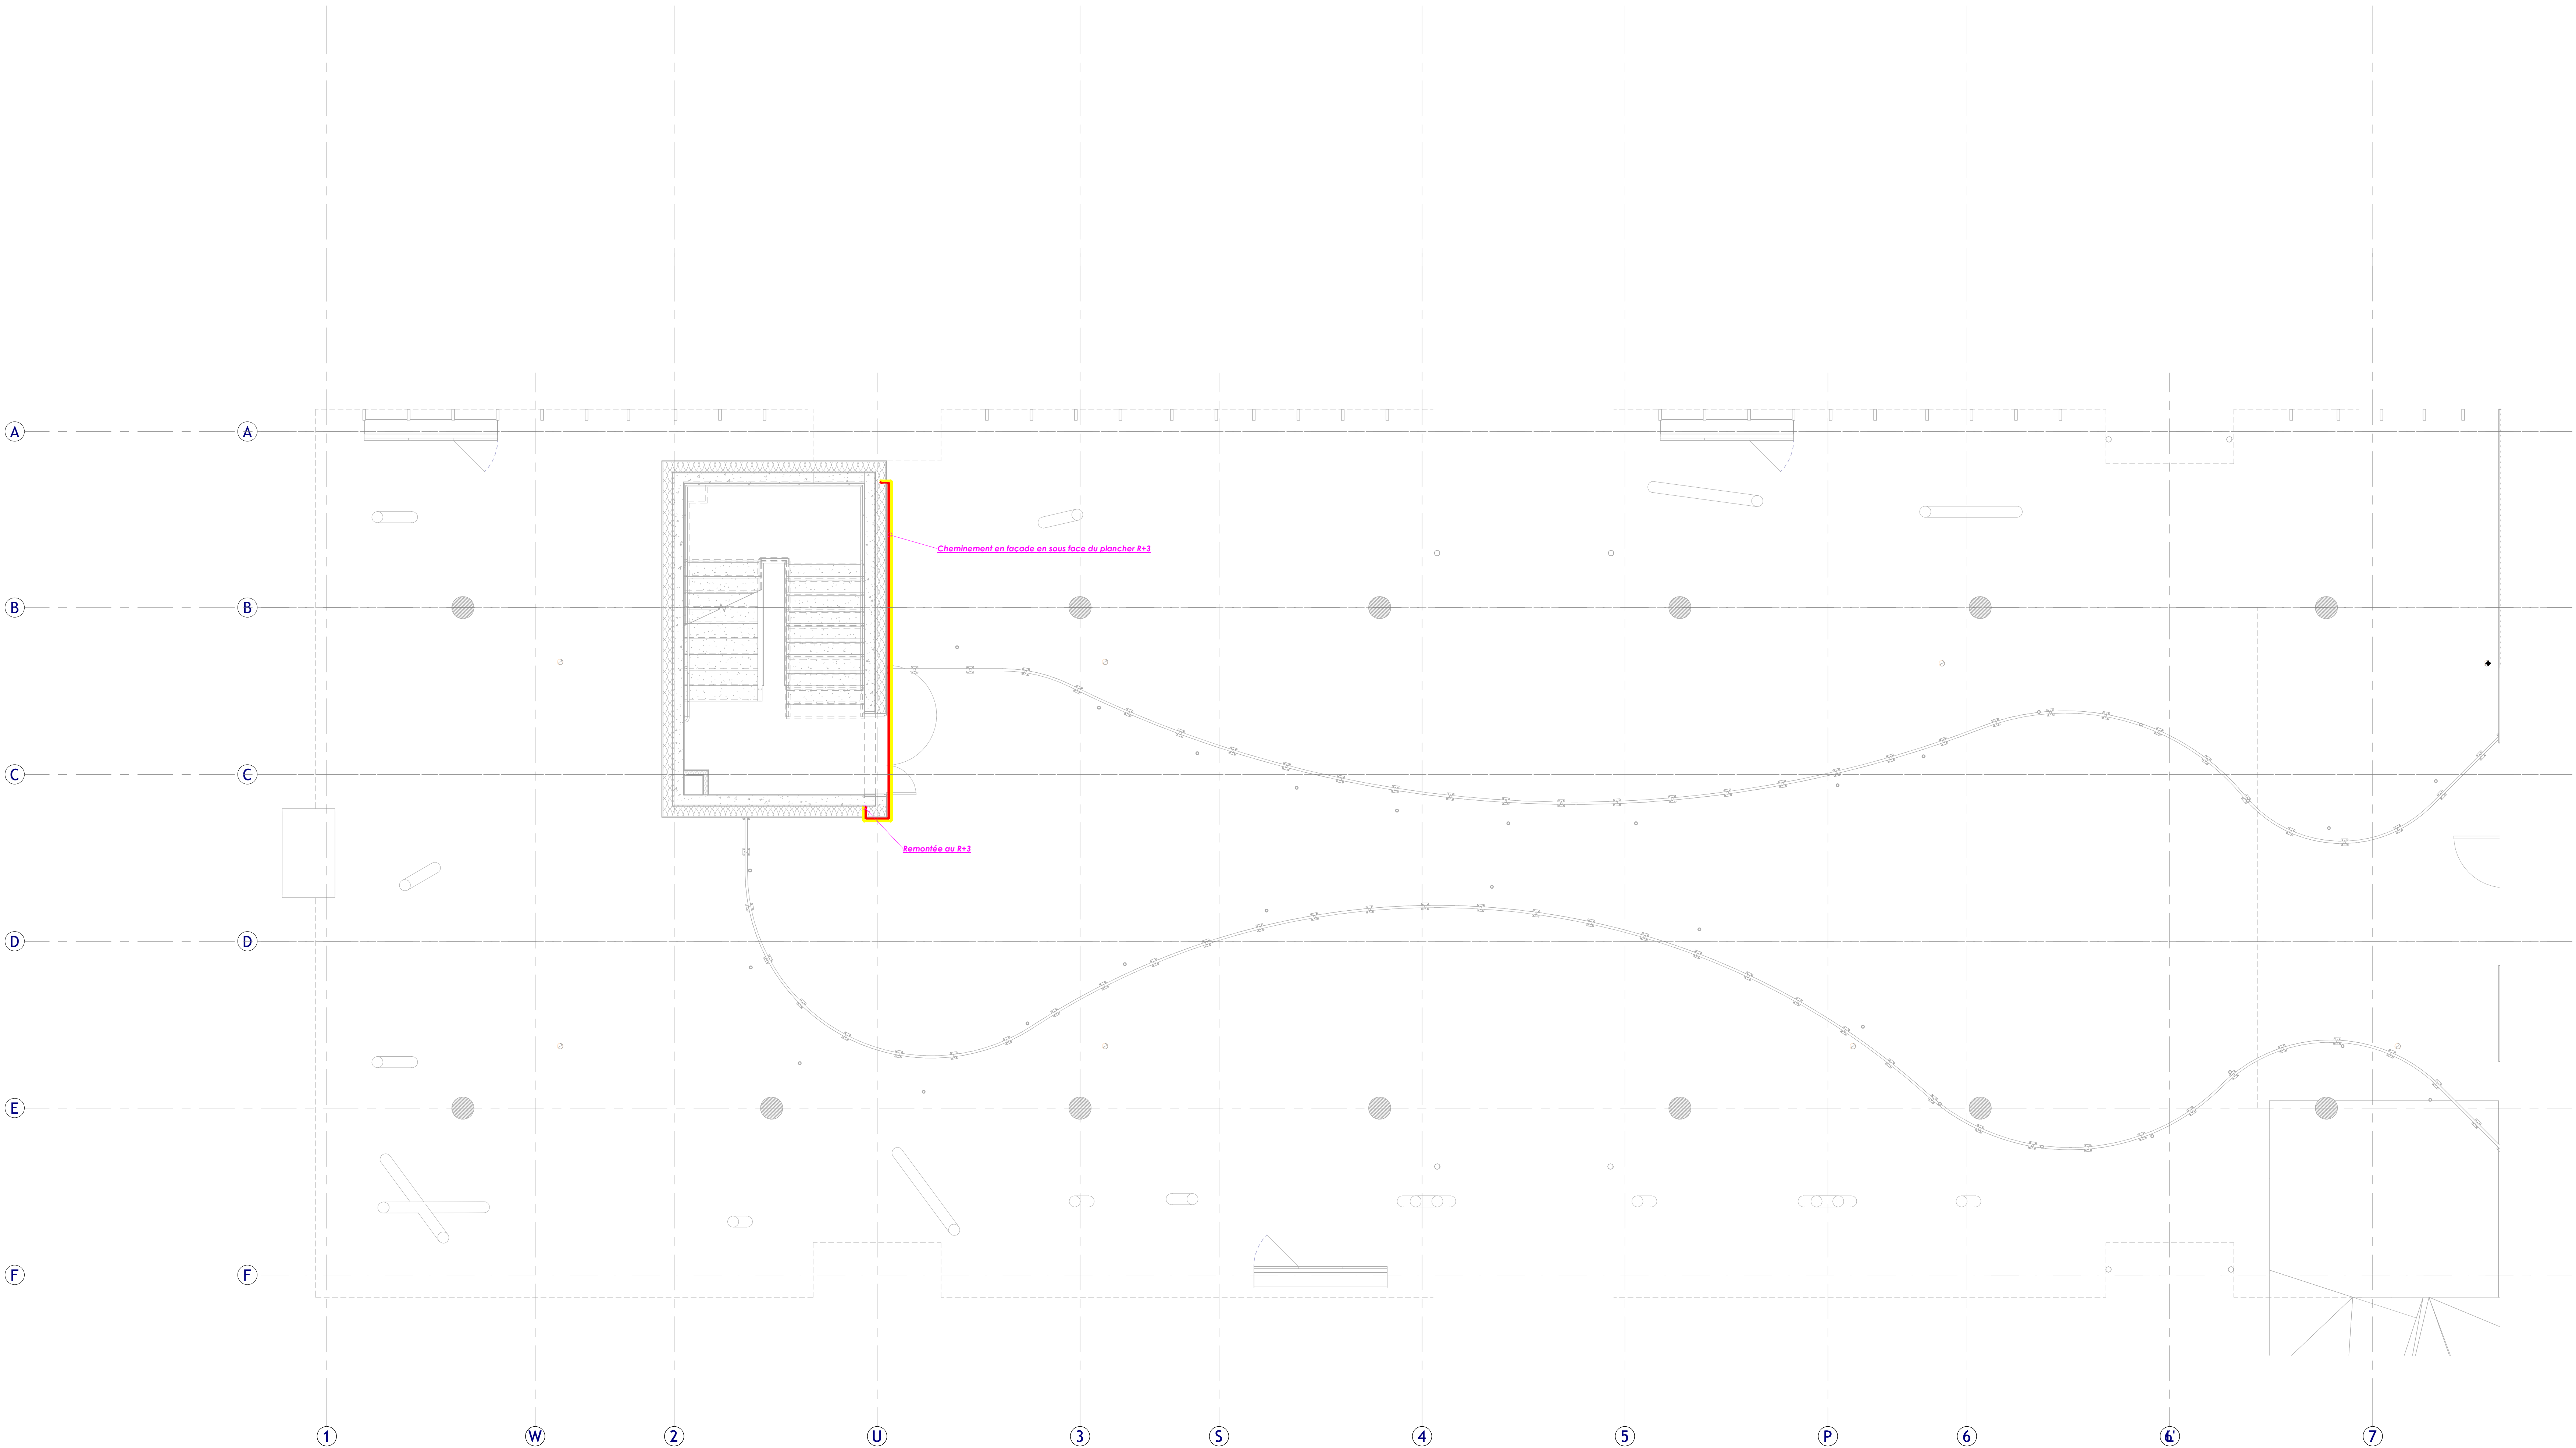 A A
Cheminement en façade en sous face du plancher R+3
B B
C C
Remontée au R+3
D D
E E
F F
1 W 2 U 3 S 4 5 P 6 7